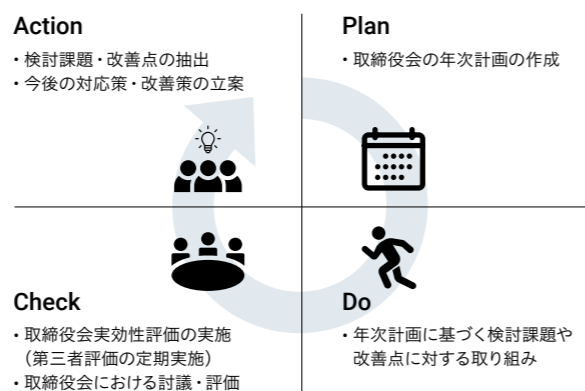 Action
・検討課題・改善点の抽出
・今後の対応策・改善策の立案
Plan
・取締役会の年次計画の作成
Check
・取締役会実効性評価の実施
（第三者評価の定期実施）
・取締役会における討議・評価
Do
・年次計画に基づく検討課題や
改善点に対する取り組み